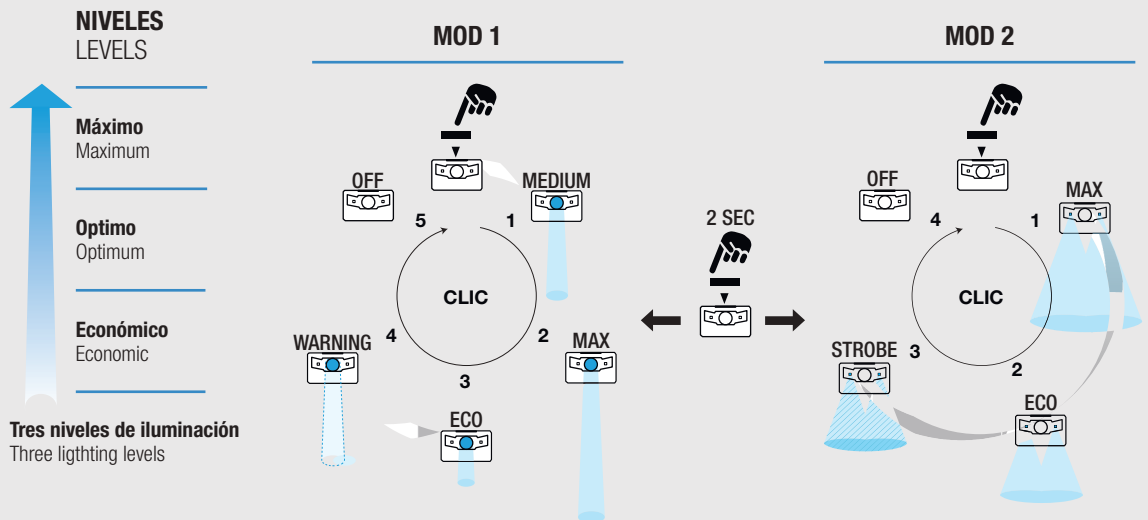 NIVELES
LEVELS
Máximo
Maximum
Optimo
Optimum
Económico
Economic
Tres niveles de iluminación
Three ligthting levels
MOD 1
OFF
MEDIUM
5
1
CLIC
WARNING
4
2
MAX
3
ECO
2 SEC
MOD 2
OFF
MAX
4
1
CLIC
STROBE
3
2
ECO